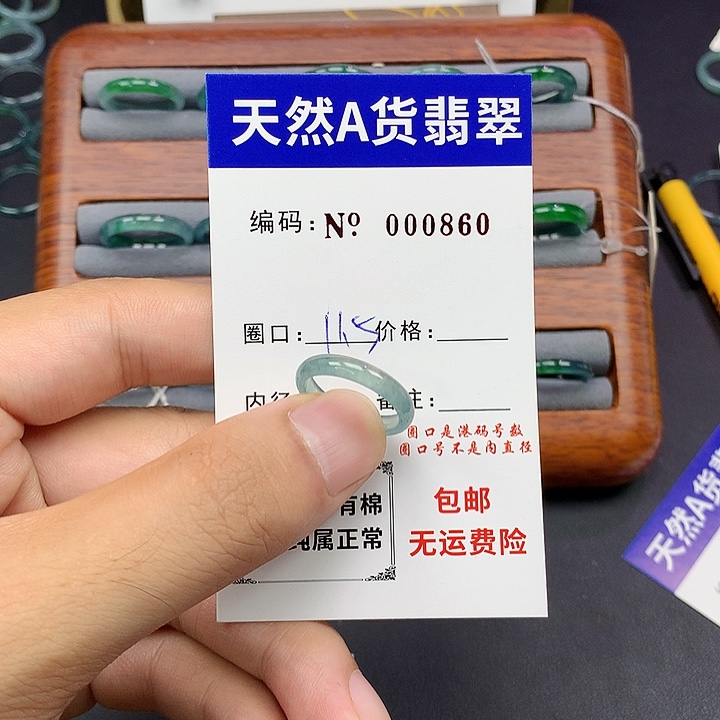 天然A货翡翠
编码:Nº 000860
圈口: 11.5 价格:
内径 备注:
圈口是港码号数
圈口号不是内直径
有棉
纯属正常
包邮
无运费险
天然A货翡